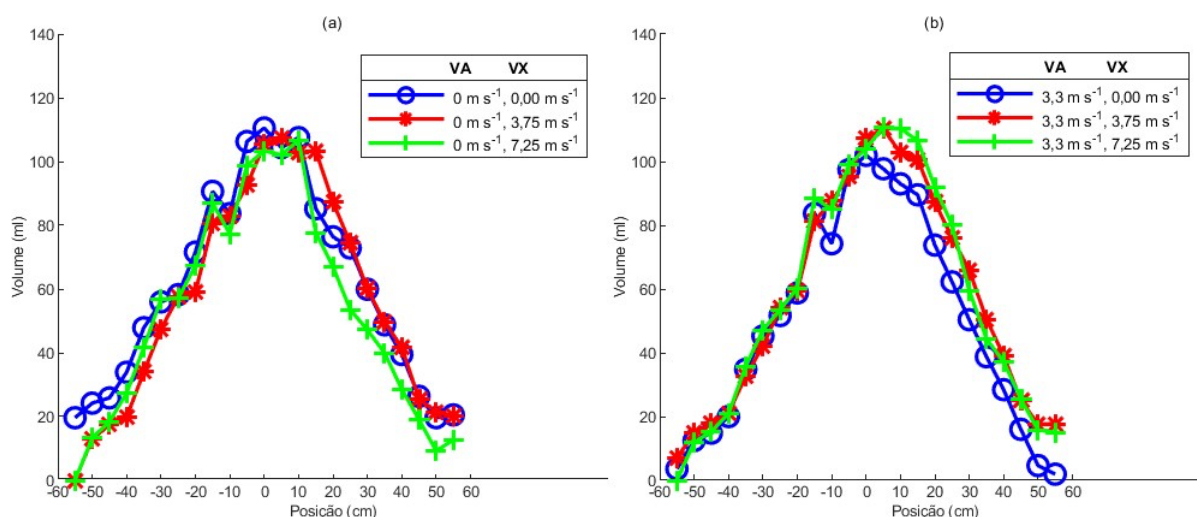 (a)
140
120
100
80
60
40
20
0
Volume (ml)
-60 -50 -40 -30 -20 -10 0 10 20 30 40 50 60
Posicão (cm)
VA VX
0 m s⁻¹, 0,00 m s⁻¹
0 m s⁻¹, 3,75 m s⁻¹
0 m s⁻¹, 7,25 m s⁻¹
(b)
140
120
100
80
60
40
20
0
Volume (ml)
-60 -50 -40 -30 -20 -10 0 10 20 30 40 50 60
Posicão (cm)
VA VX
3,3 m s⁻¹, 0,00 m s⁻¹
3,3 m s⁻¹, 3,75 m s⁻¹
3,3 m s⁻¹, 7,25 m s⁻¹